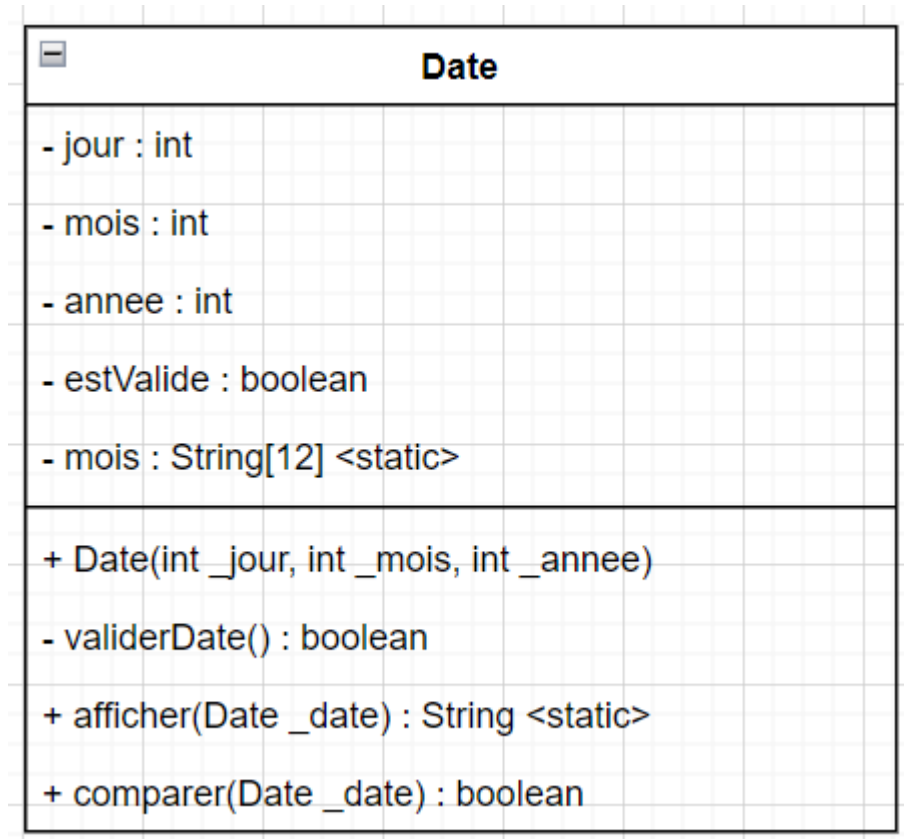 Date
- jour : int
- mois : int
- annee : int
- estValide : boolean
- mois : String[12] <static>
+ Date(int _jour, int _mois, int _annee)
- validerDate() : boolean
+ afficher(Date _date) : String <static>
+ comparer(Date _date) : boolean